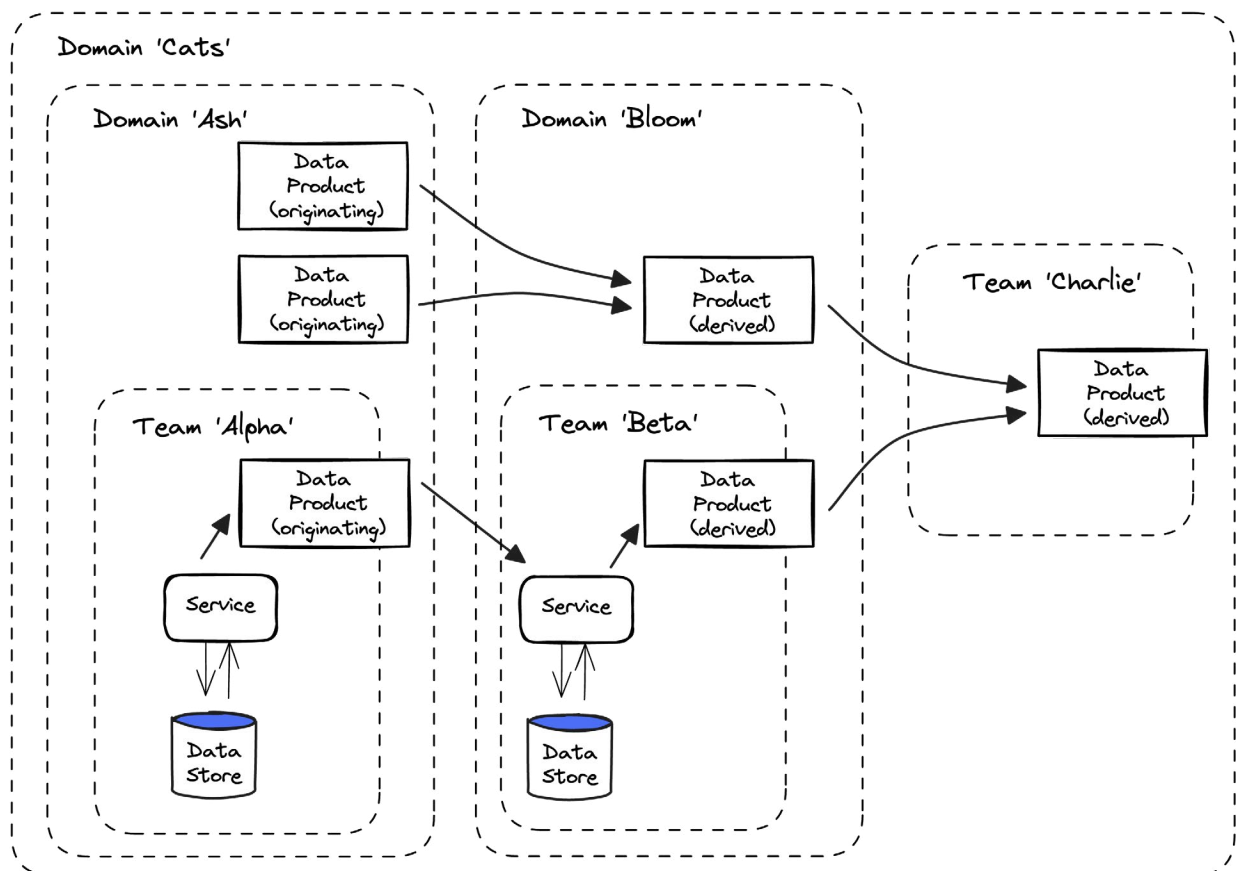 Domain 'Cats'
Domain 'Ash'
Data
Product
(originating)
Data
Product
(originating)
Team 'Alpha'
Data
Product
(originating)
Service
Data
Store
Domain 'Bloom'
Data
Product
(derived)
Team 'Beta'
Data
Product
(derived)
Service
Data
Store
Team 'Charlie'
Data
Product
(derived)